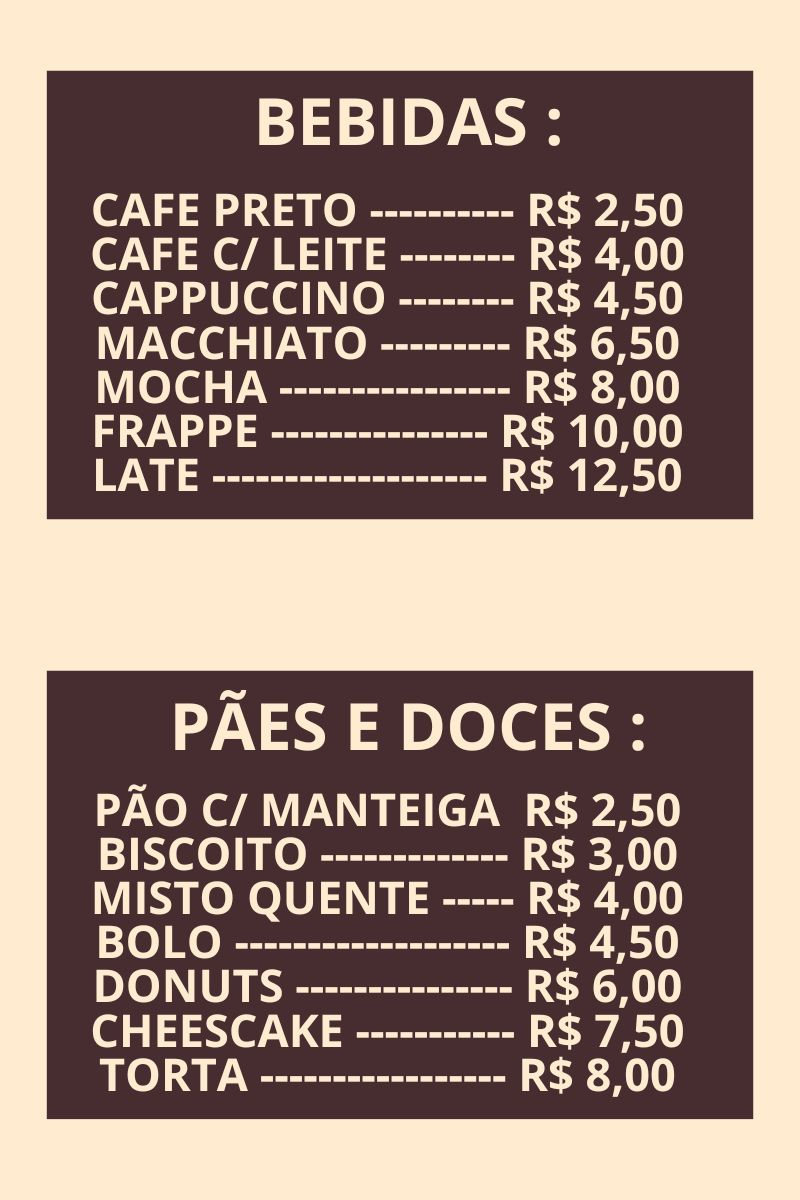 BEBIDAS :
CAFE PRETO ---------- R$ 2,50
CAFE C/ LEITE -------- R$ 4,00
CAPPUCCINO -------- R$ 4,50
MACCHIATO --------- R$ 6,50
MOCHA ---------------- R$ 8,00
FRAPPE --------------- R$ 10,00
LATE ------------------- R$ 12,50
PÃES E DOCES :
PÃO C/ MANTEIGA  R$ 2,50
BISCOITO ------------- R$ 3,00
MISTO QUENTE ----- R$ 4,00
BOLO ------------------- R$ 4,50
DONUTS --------------- R$ 6,00
CHEESCAKE ----------- R$ 7,50
TORTA ----------------- R$ 8,00